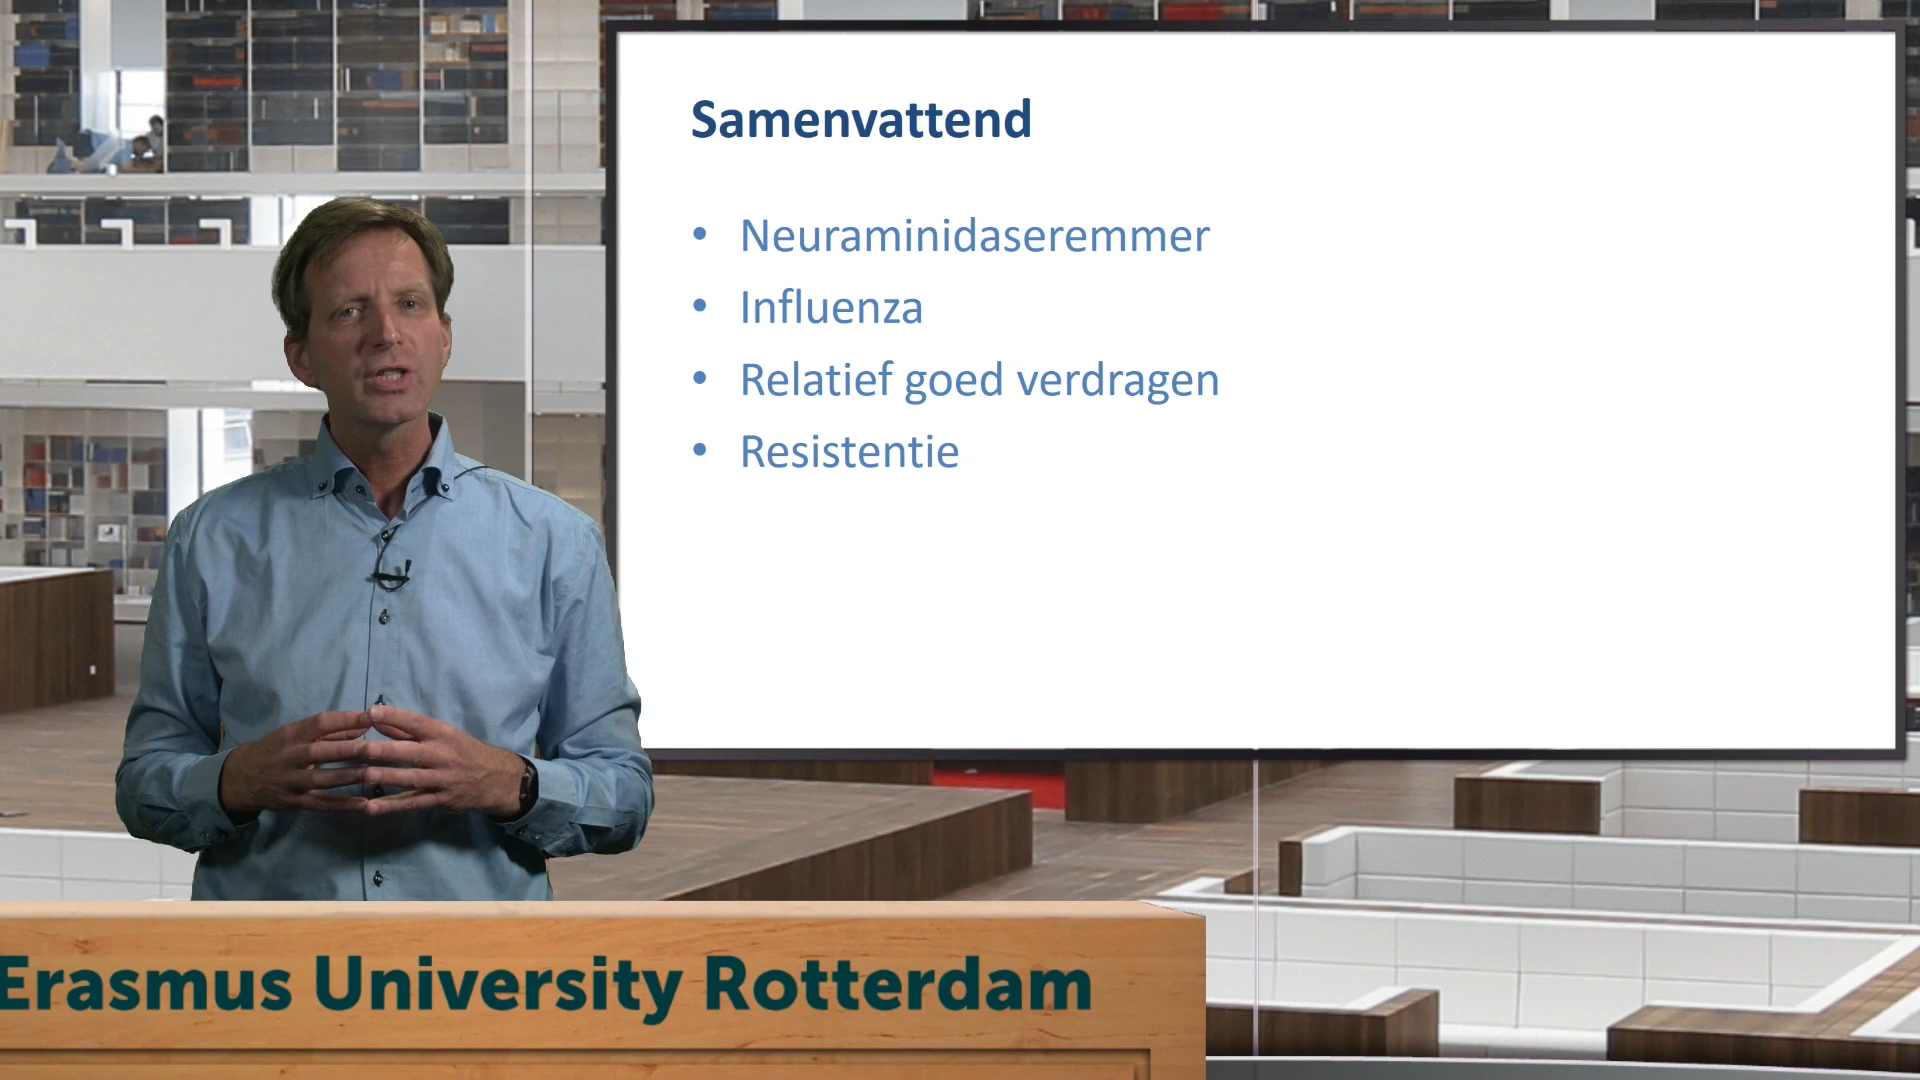 Samenvattend
• Neuraminidaseremmer
• Influenza
• Relatief goed verdragen
• Resistentie
Erasmus University Rotterdam